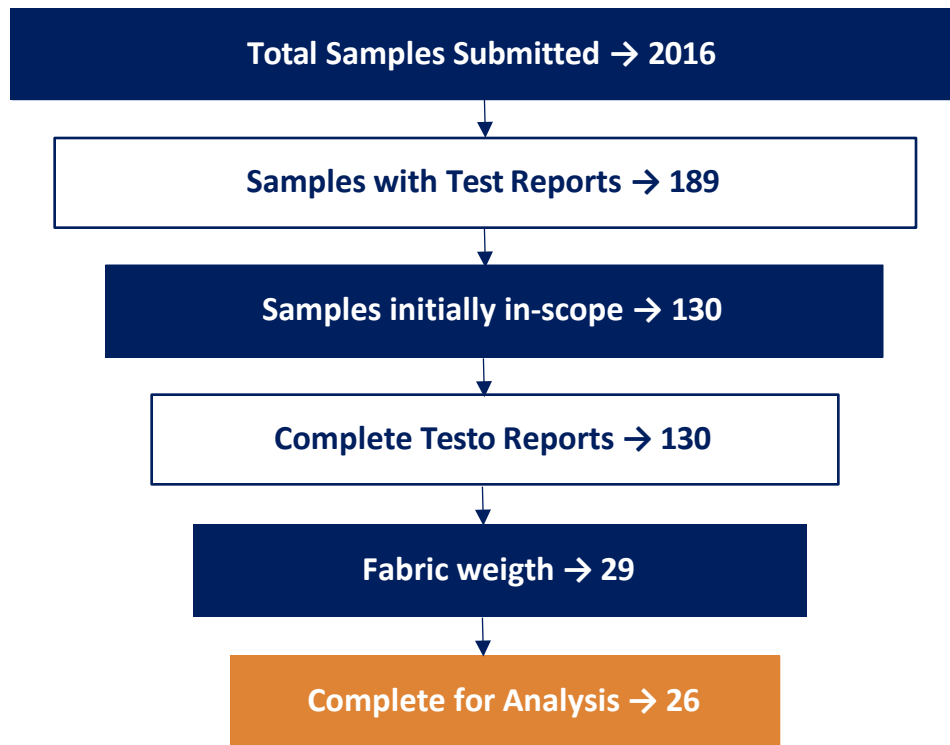 Total Samples Submitted → 2016
Samples with Test Reports → 189
Samples initially in-scope → 130
Complete Testo Reports → 130
Fabric weigth → 29
Complete for Analysis → 26